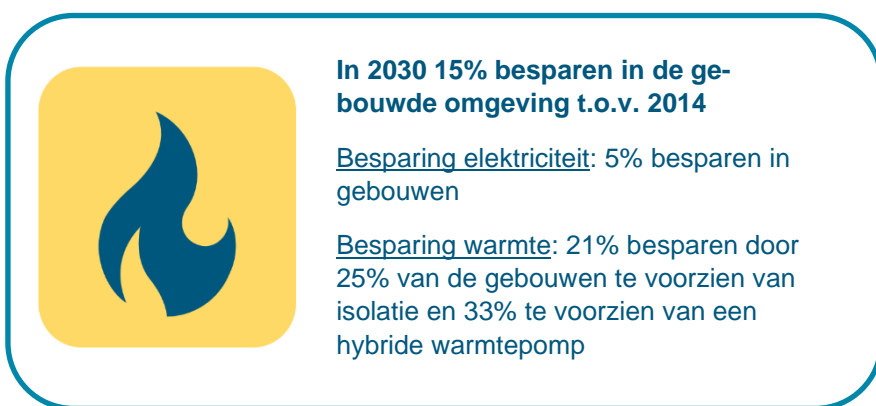 In 2030 15% besparen in de ge-
bouwde omgeving t.o.v. 2014
Besparing elektriciteit: 5% besparen in
gebouwen
Besparing warmte: 21% besparen door
25% van de gebouwen te voorzien van
isolatie en 33% te voorzien van een
hybride warmtepomp